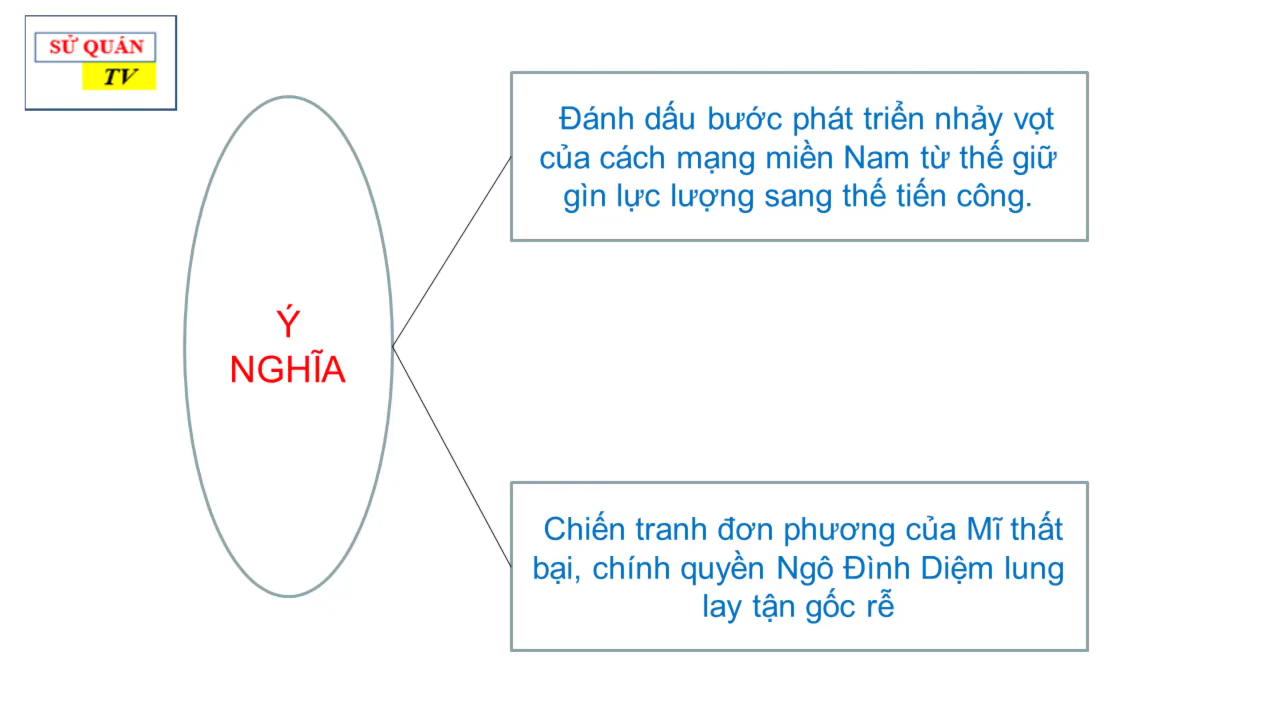 SỬ QUÁN
TV
Ý
NGHĨA
Đánh dấu bước phát triển nhảy vọt
của cách mạng miền Nam từ thế giữ
gìn lực lượng sang thế tiến công.
Chiến tranh đơn phương của Mĩ thất
bại, chính quyền Ngô Đình Diệm lung
lay tận gốc rễ